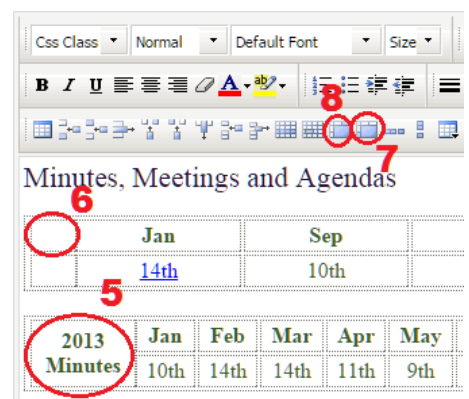 Css Class Normal Default Font Size
B I U A ab
8
7
Minutes, Meetings and Agendas
6
Jan Sep
14th 10th
5
2013 Minutes
Jan Feb Mar Apr May
10th 14th 14th 11th 9th